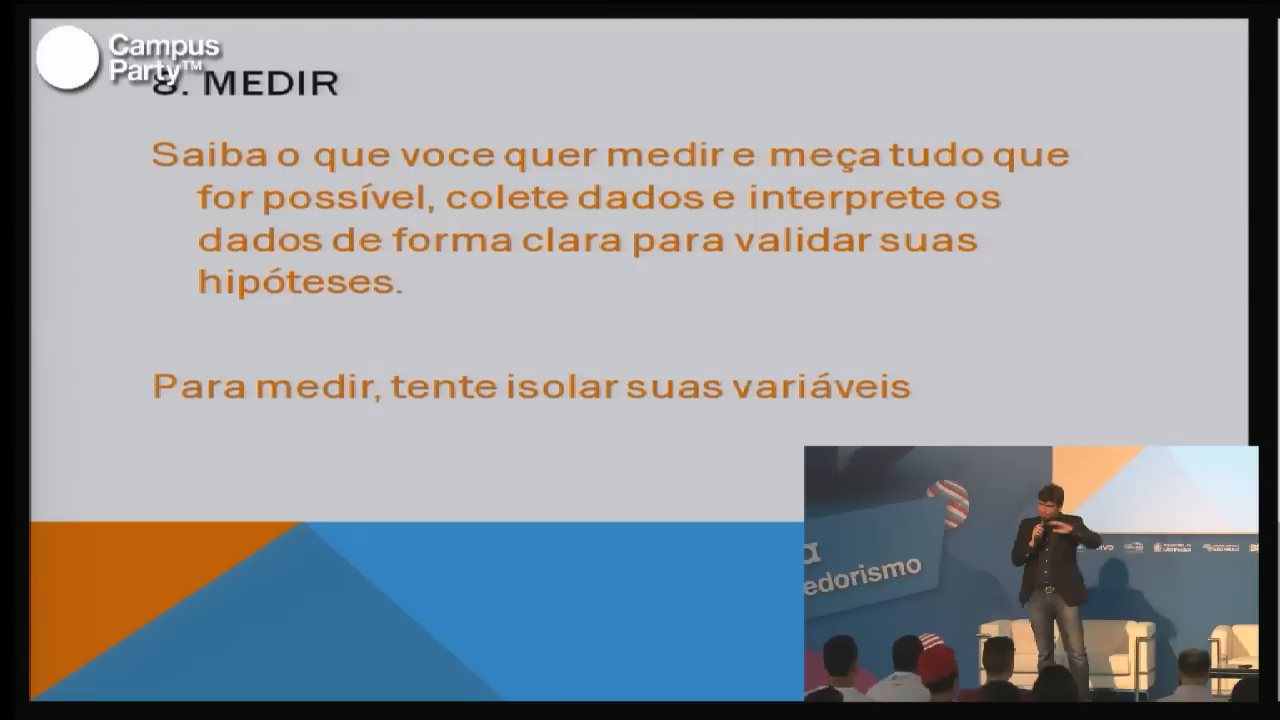 Campus
Party™
8. MEDIR
Saiba o que voce quer medir e meça tudo que
for possível, colete dados e interprete os
dados de forma clara para validar suas
hipóteses.
Para medir, tente isolar suas variáveis
a
edorismo